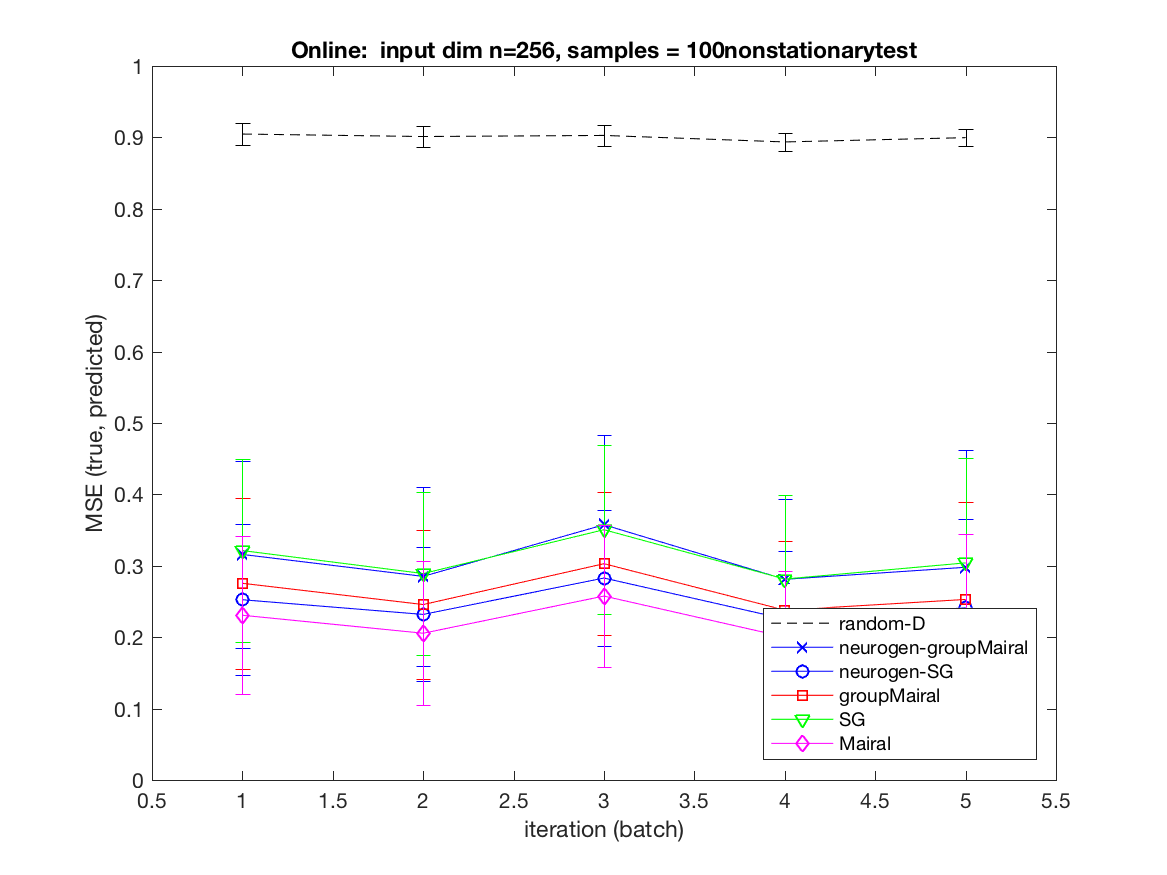 Online:  input dim n=256, samples = 100nonstationarytest
1
0.9
0.8
0.7
0.6
0.5
0.4
0.3
0.2
0.1
0
MSE (true, predicted)
random-D
neurogen-groupMairal
neurogen-SG
groupMairal
SG
Mairal
0.5 1 1.5 2 2.5 3 3.5 4 4.5 5 5.5
iteration (batch)